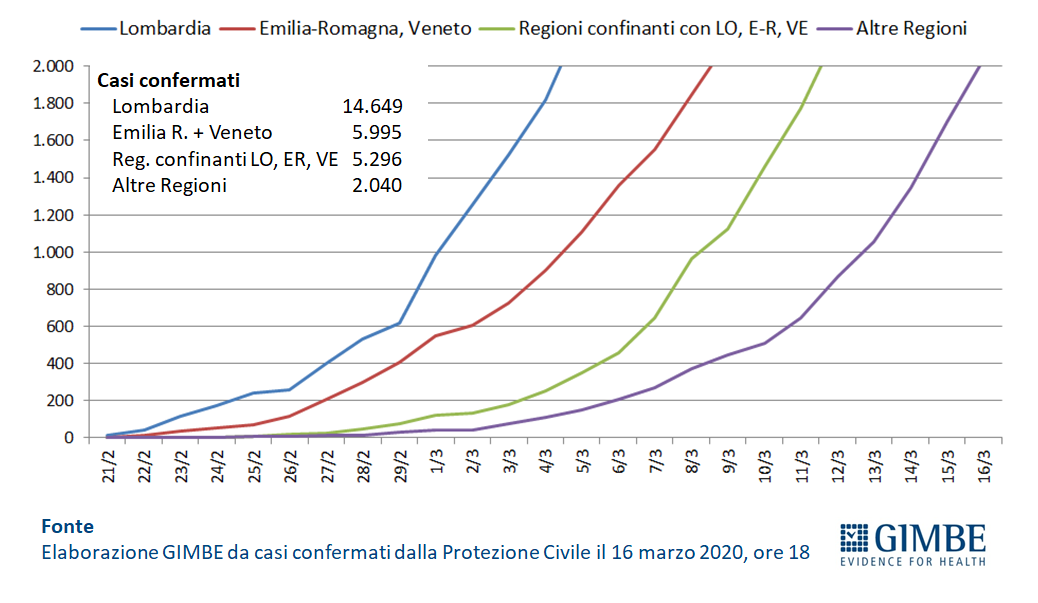 Lombardia Emilia-Romagna, Veneto Regioni confinanti con LO, E-R, VE Altre Regioni
2.000
1.800
1.600
1.400
1.200
1.000
800
600
400
200
0
Casi confermati
Lombardia 14.649
Emilia R. + Veneto 5.995
Reg. confinanti LO, ER, VE 5.296
Altre Regioni 2.040
21/2 22/2 23/2 24/2 25/2 26/2 27/2 28/2 29/2 1/3 2/3 3/3 4/3 5/3 6/3 7/3 8/3 9/3 10/3 11/3 12/3 13/3 14/3 15/3 16/3
Fonte
Elaborazione GIMBE da casi confermati dalla Protezione Civile il 16 marzo 2020, ore 18
GIMBE
EVIDENCE FOR HEALTH